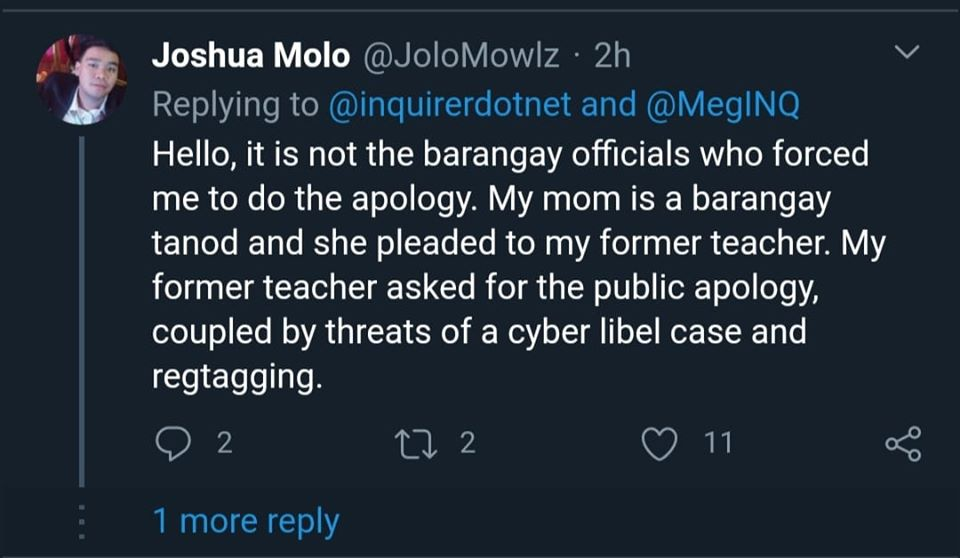 Joshua Molo @JoloMowlz · 2h
Replying to @inquirerdotnet and @MegINQ
Hello, it is not the barangay officials who forced
me to do the apology. My mom is a barangay
tanod and she pleaded to my former teacher. My
former teacher asked for the public apology,
coupled by threats of a cyber libel case and
regtagging.
2 2 11
1 more reply